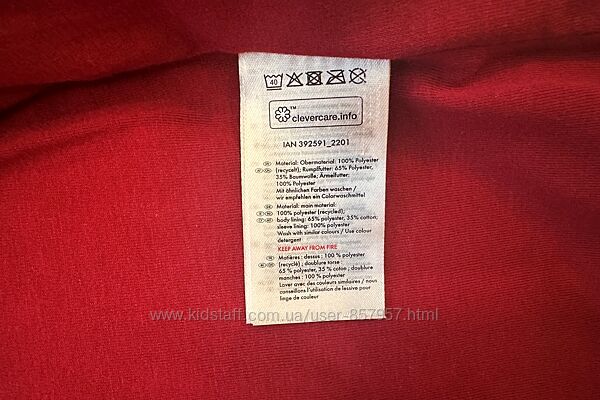 40
clevercare.info
IAN 392591_2201
Material: Obermaterial: 100% Polyester
(recycelt); Rumpffutter: 65% Polyester,
35% Baumwolle; Ärmelfutter:
100% Polyester
Mit ähnlichen Farben waschen /
wir empfehlen ein Colorwaschmittel
Material: main material:
100% polyester (recycled);
body lining: 65% polyester, 35% cotton;
sleeve lining: 100% polyester
Wash with similar colours / Use colour
detergent
KEEP AWAY FROM FIRE
Matières : dessus : 100 % polyester
(recyclé) ; doublure torse :
65 % polyester, 35 % coton ; doublure
manches : 100 % polyester
Laver avec des couleurs similaires / nous
conseillons l'utilisation de lessive pour
linge de couleur
www.kidstaff.com.ua/user-857957.html